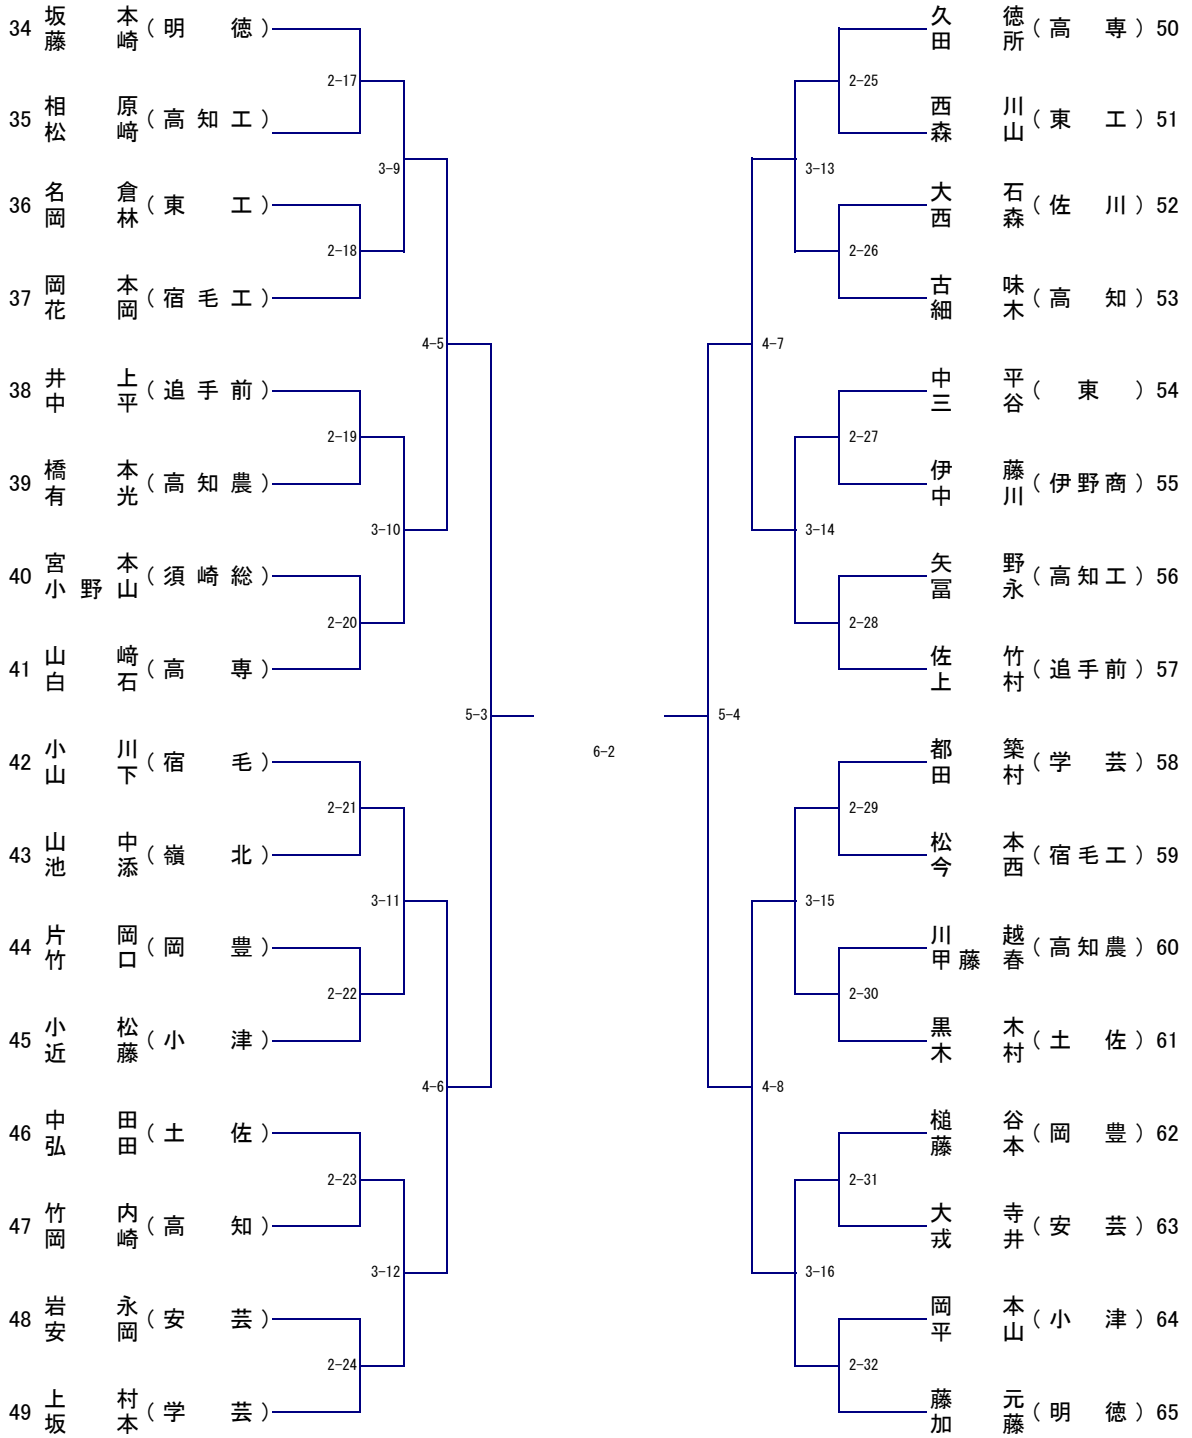 34 坂本 藤崎 (明徳)
2-17
35 相原 松﨑 (高知工)
3-9
36 名倉 岡林 (東工)
2-18
37 岡本 花岡 (宿毛工)
4-5
38 井上 中平 (追手前)
2-19
39 橋本 有光 (高知農)
3-10
40 宮本 小野山 (須崎総)
2-20
41 山﨑 白石 (高専)
5-3
42 小川 山下 (宿毛)
2-21
43 山中 池添 (嶺北)
3-11
44 片岡 竹口 (岡豊)
2-22
45 小松 近藤 (小津)
4-6
46 中田 弘田 (土佐)
2-23
47 竹内 岡崎 (高知)
3-12
48 岩永 安岡 (安芸)
2-24
49 上村 坂本 (学芸)
6-2
久徳 田所 (高専) 50
2-25
西川 森山 (東工) 51
3-13
大石 西森 (佐川) 52
2-26
古味 細木 (高知) 53
4-7
中平 三谷 (東) 54
2-27
伊藤 中川 (伊野商) 55
3-14
矢野 冨永 (高知工) 56
2-28
佐竹 上村 (追手前) 57
5-4
都築 田村 (学芸) 58
2-29
松本 今西 (宿毛工) 59
3-15
川越 甲藤春 (高知農) 60
2-30
黒木 木村 (土佐) 61
4-8
槌谷 藤本 (岡豊) 62
2-31
大寺 戎井 (安芸) 63
3-16
岡本 平山 (小津) 64
2-32
藤元 加藤 (明徳) 65